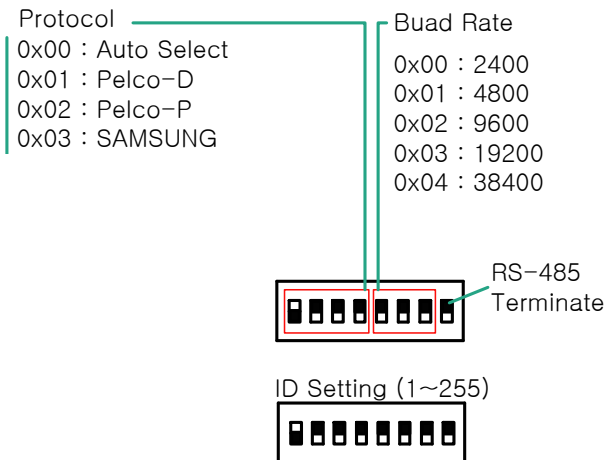 Protocol
0x00 : Auto Select
0x01 : Pelco-D
0x02 : Pelco-P
0x03 : SAMSUNG
Buad Rate
0x00 : 2400
0x01 : 4800
0x02 : 9600
0x03 : 19200
0x04 : 38400
RS-485
Terminate
ID Setting (1~255)